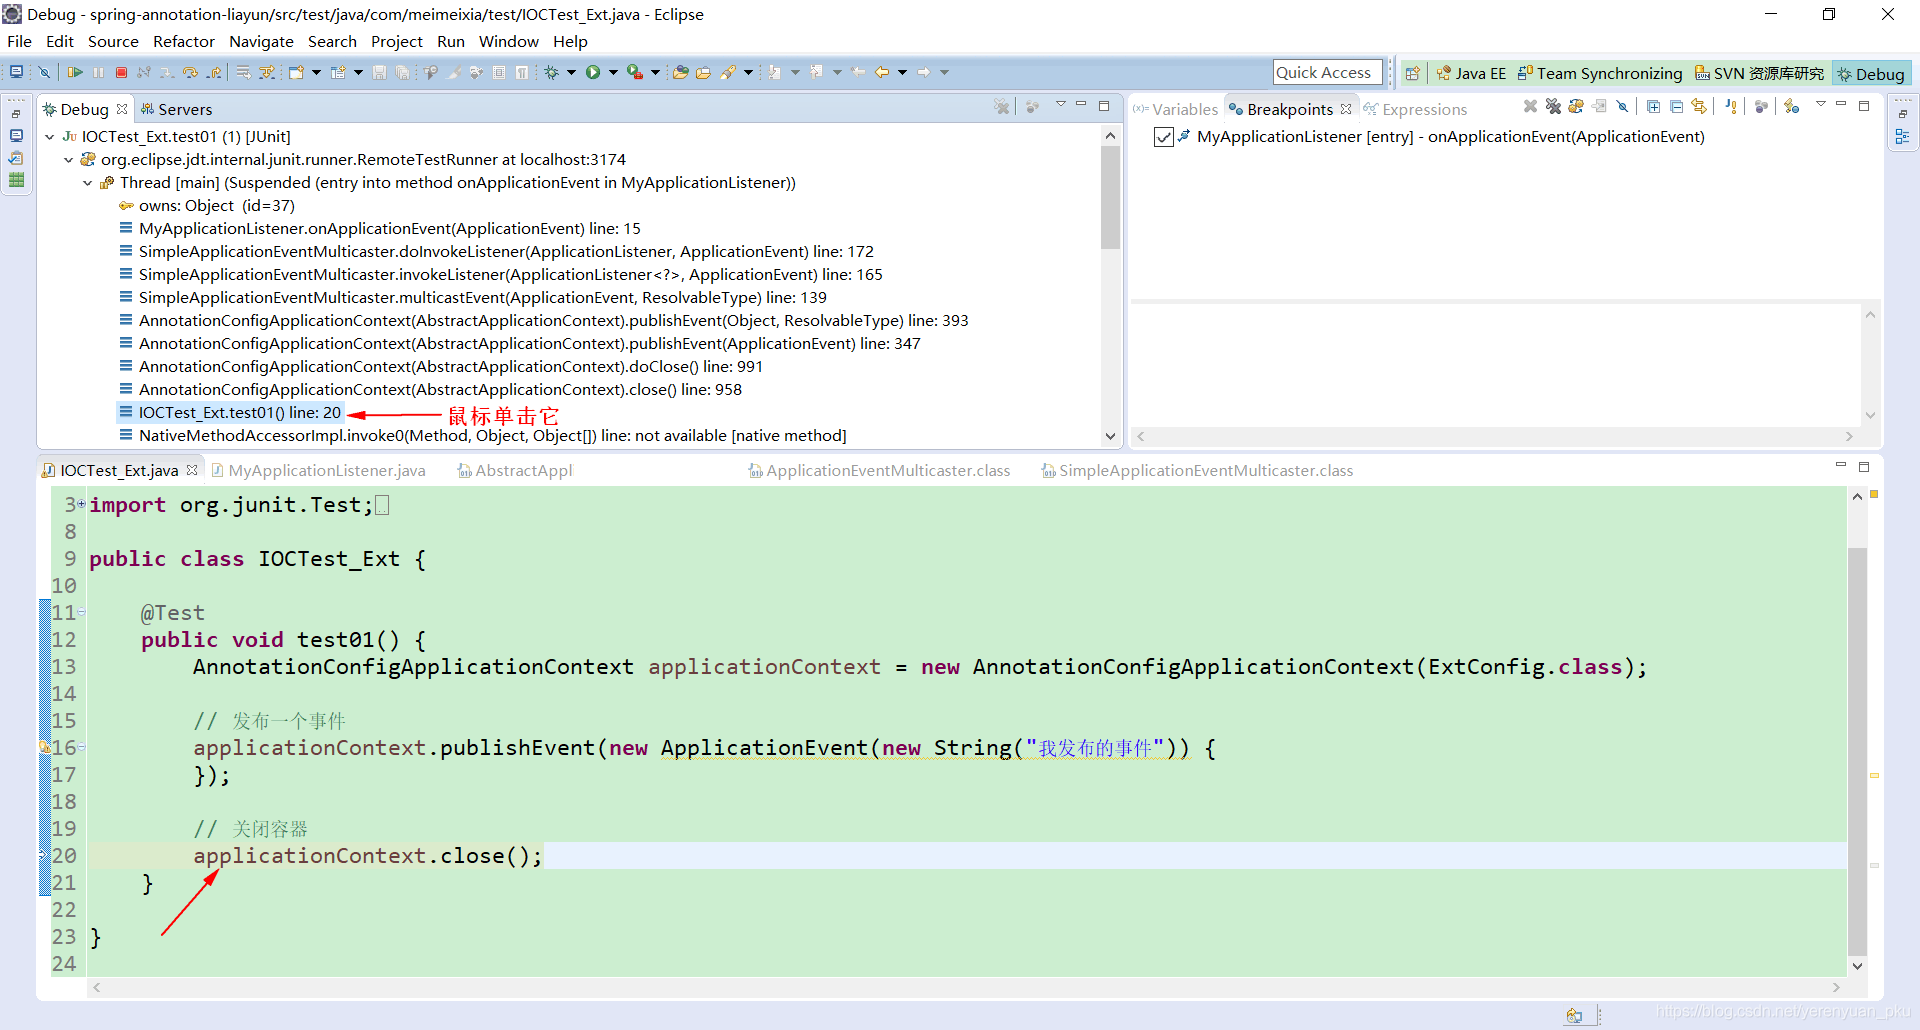 Debug - spring-annotation-liayun/src/test/java/com/meimeixia/test/IOCTest_Ext.java - Eclipse
File Edit Source Refactor Navigate Search Project Run Window Help
Quick Access
Java EE
Team Synchronizing
SVN 资源库研究
Debug
Debug
Servers
IOCTest_Ext.test01 (1) [JUnit]
org.eclipse.jdt.internal.junit.runner.RemoteTestRunner at localhost:3174
Thread [main] (Suspended (entry into method onApplicationEvent in MyApplicationListener))
owns: Object (id=37)
MyApplicationListener.onApplicationEvent(ApplicationEvent) line: 15
SimpleApplicationEventMulticaster.doInvokeListener(ApplicationListener, ApplicationEvent) line: 172
SimpleApplicationEventMulticaster.invokeListener(ApplicationListener<?>, ApplicationEvent) line: 165
SimpleApplicationEventMulticaster.multicastEvent(ApplicationEvent, ResolvableType) line: 139
AnnotationConfigApplicationContext(AbstractApplicationContext).publishEvent(Object, ResolvableType) line: 393
AnnotationConfigApplicationContext(AbstractApplicationContext).publishEvent(ApplicationEvent) line: 347
AnnotationConfigApplicationContext(AbstractApplicationContext).doClose() line: 991
AnnotationConfigApplicationContext(AbstractApplicationContext).close() line: 958
IOCTest_Ext.test01() line: 20
鼠标单击它
NativeMethodAccessorImpl.invoke0(Method, Object, Object[]) line: not available [native method]
(x)= Variables
Breakpoints
Expressions
MyApplicationListener [entry] - onApplicationEvent(ApplicationEvent)
IOCTest_Ext.java
MyApplicationListener.java
AbstractAppl
ApplicationEventMulticaster.class
SimpleApplicationEventMulticaster.class
3 import org.junit.Test;
8
9 public class IOCTest_Ext {
10
11 @Test
12 public void test01() {
13 AnnotationConfigApplicationContext applicationContext = new AnnotationConfigApplicationContext(ExtConfig.class);
14
15 // 发布一个事件
16 applicationContext.publishEvent(new ApplicationEvent(new String("我发布的事件")) {
17 });
18
19 // 关闭容器
20 applicationContext.close();
21 }
22
23 }
24
https://blog.csdn.net/yerenyuan_pku